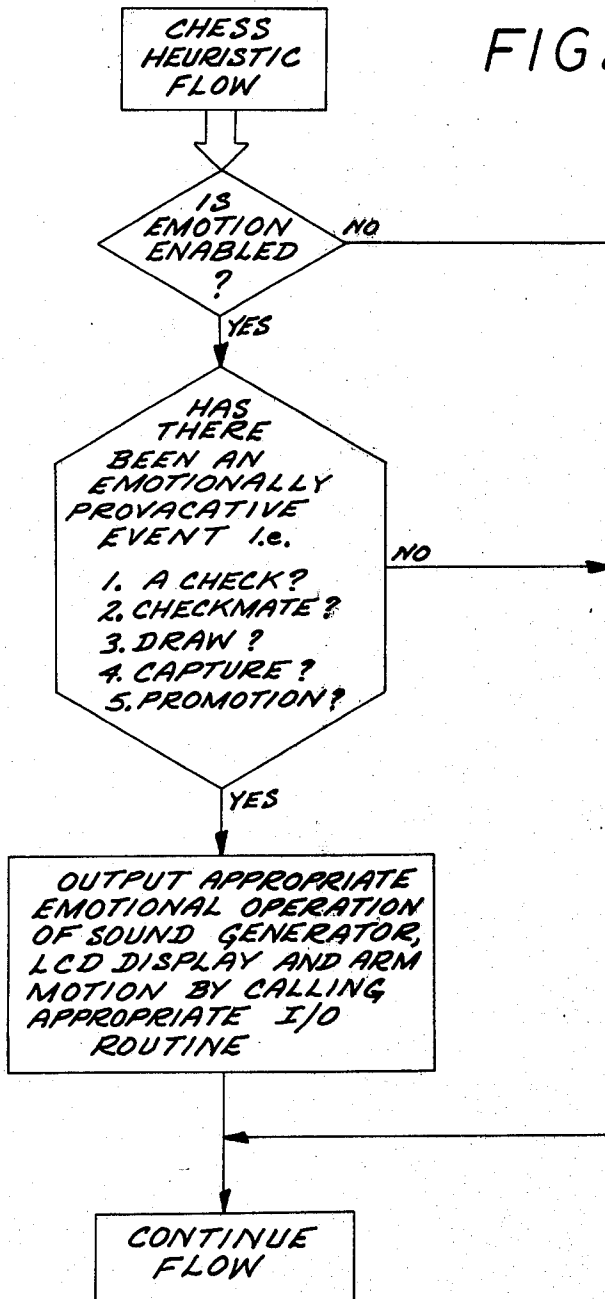 CHESS
HEURISTIC
FLOW
FIG.
IS
EMOTION
ENABLED
?
NO
YES
HAS
THERE
BEEN AN
EMOTIONALLY
PROVACATIVE
EVENT i.e.
NO
1. A CHECK?
2. CHECKMATE?
3. DRAW?
4. CAPTURE?
5. PROMOTION?
YES
OUTPUT APPROPRIATE
EMOTIONAL OPERATION
OF SOUND GENERATOR,
LCD DISPLAY AND ARM
MOTION BY CALLING
APPROPRIATE I/O
ROUTINE
CONTINUE
FLOW